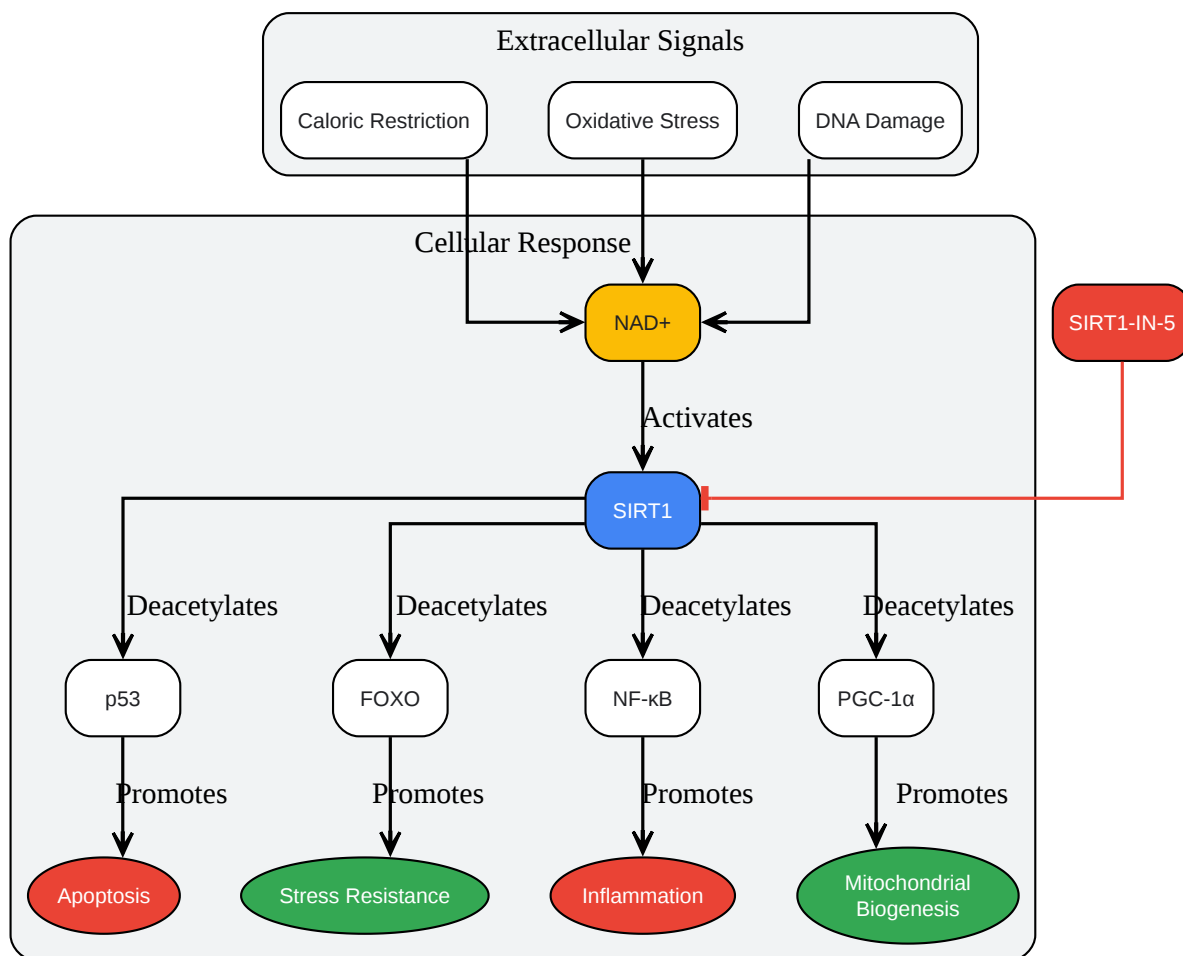 Extracellular Signals
Caloric Restriction
Oxidative Stress
DNA Damage
Cellular Response
NAD+
SIRT1-IN-5
Activates
SIRT1
Deacetylates
Deacetylates
Deacetylates
Deacetylates
p53
FOXO
NF-κB
PGC-1α
Promotes
Promotes
Promotes
Promotes
Apoptosis
Stress Resistance
Inflammation
Mitochondrial
Biogenesis